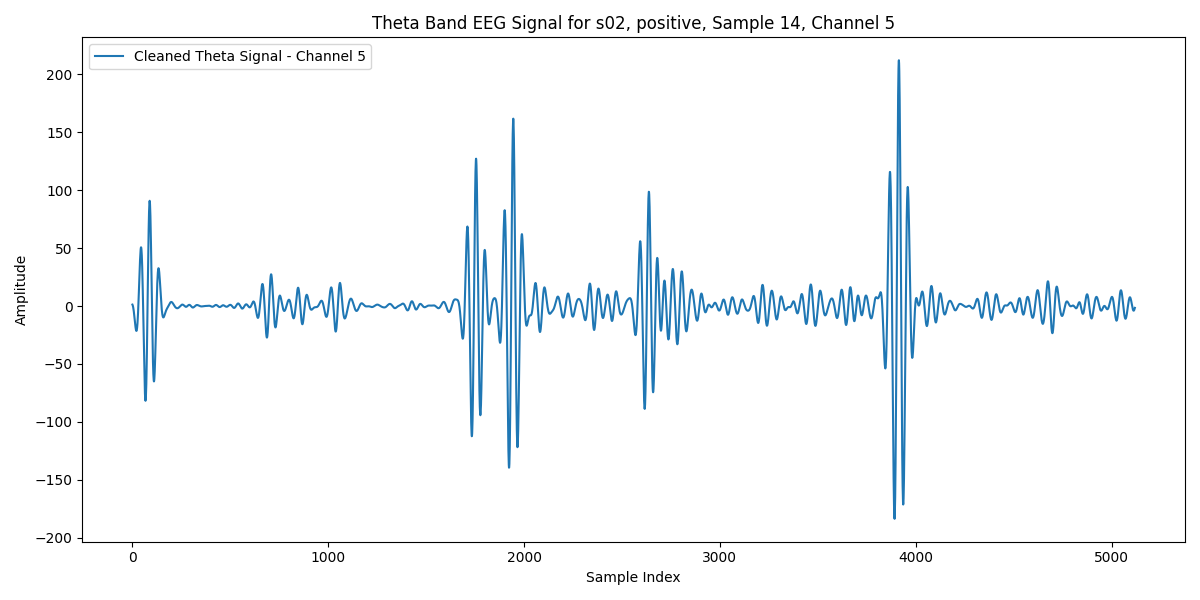 Theta Band EEG Signal for s02, positive, Sample 14, Channel 5
Cleaned Theta Signal - Channel 5
200
150
100
50
0
−50
−100
−150
−200
Amplitude
0 1000 2000 3000 4000 5000
Sample Index